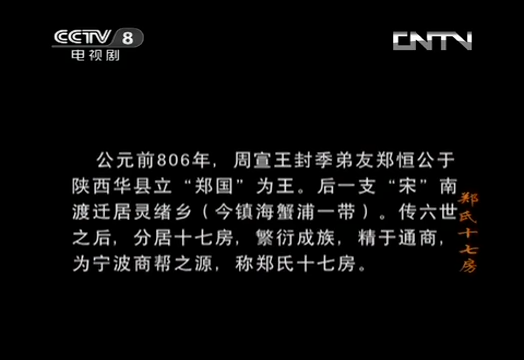 CCTV 8
电视剧
CNTV
公元前806年，周宣王封季弟友郑恒公于
陕西华县立“郑国”为王。后一支“宋”南
渡迁居灵绪乡（今镇海蟹浦一带）。传六世
之后，分居十七房，繁衍成族，精于通商，
为宁波商帮之源，称郑氏十七房。
郑氏十七房